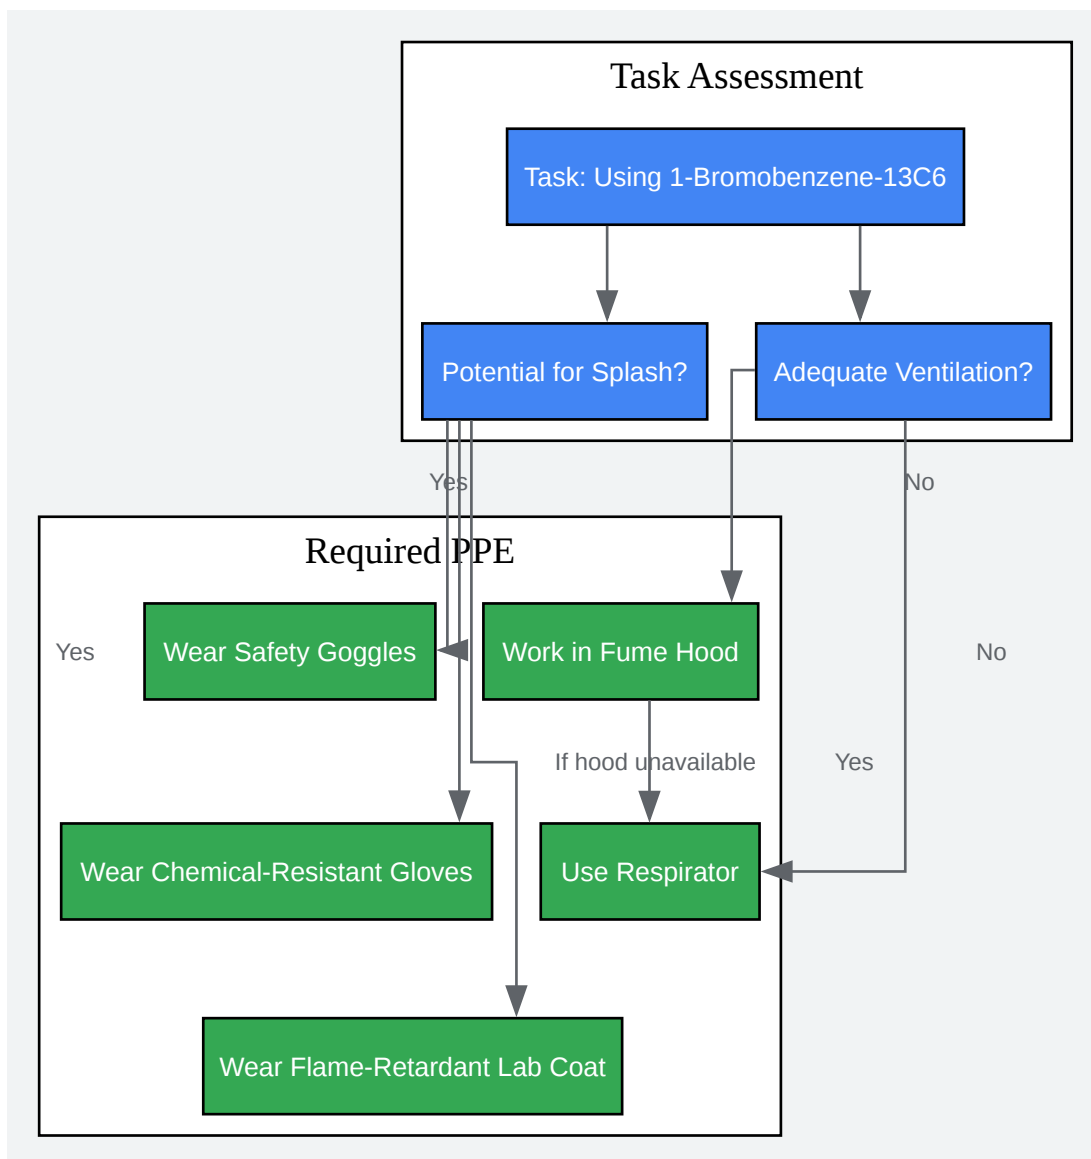 Task Assessment
Task: Using 1-Bromobenzene-13C6
Potential for Splash?
Adequate Ventilation?
Yes
No
Required PPE
Yes
Wear Safety Goggles
Work in Fume Hood
No
If hood unavailable
Yes
Wear Chemical-Resistant Gloves
Use Respirator
Wear Flame-Retardant Lab Coat